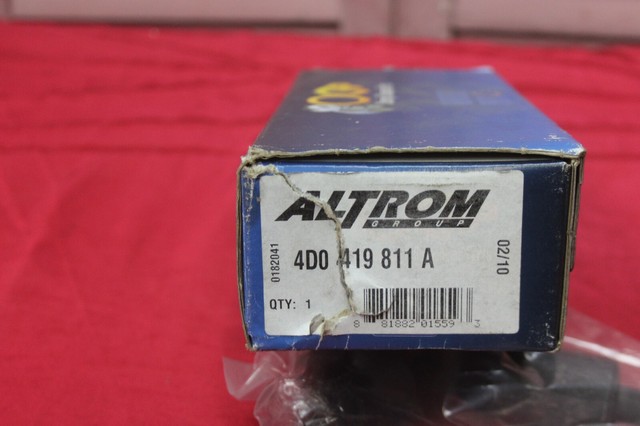 ALTROM
GROUP
0182041
4D0 419 811 A
02/10
QTY: 1
8 81882 01559 3